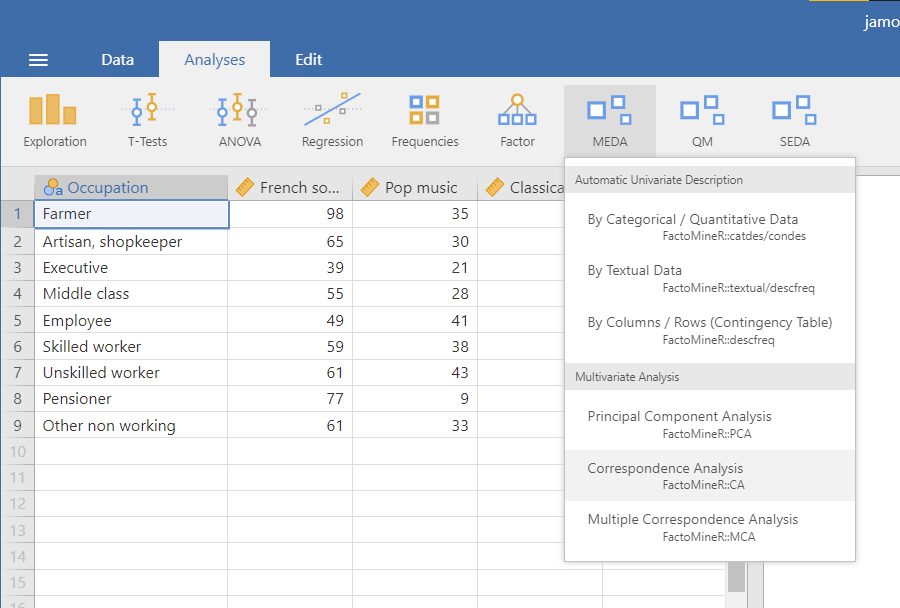 jamo
Data Analyses Edit
Exploration T-Tests ANOVA Regression Frequencies Factor MEDA QM SEDA
Occupation French so... Pop music Classica
1 Farmer 98 35
2 Artisan, shopkeeper 65 30
3 Executive 39 21
4 Middle class 55 28
5 Employee 49 41
6 Skilled worker 59 38
7 Unskilled worker 61 43
8 Pensioner 77 9
9 Other non working 61 33
10
11
12
13
14
15
16
Automatic Univariate Description
By Categorical / Quantitative Data
FactoMineR::catdes/condes
By Textual Data
FactoMineR::textual/descfreq
By Columns / Rows (Contingency Table)
FactoMineR::descfreq
Multivariate Analysis
Principal Component Analysis
FactoMineR::PCA
Correspondence Analysis
FactoMineR::CA
Multiple Correspondence Analysis
FactoMineR::MCA